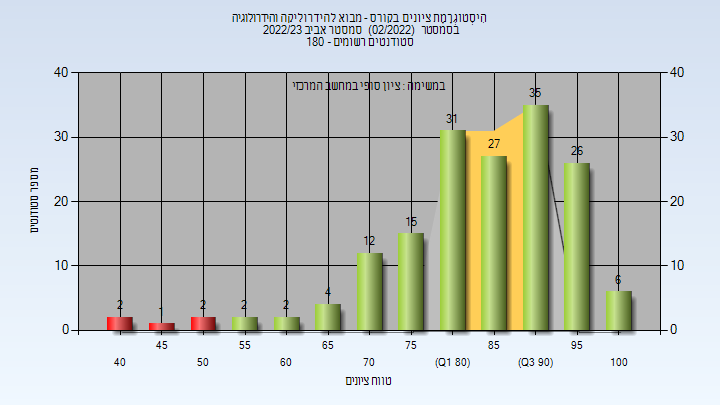 היסטוגרמת ציונים בקורס - מבוא להידרוליקה והידרולוגיה
בסמסטר (02/2022) סמסטר אביב 2022/23
סטודנטים רשומים - 180
במשימה : ציון סופי במחשב המרכזי
40 40
30 30
20 20
10 10
0 0
מספר סטודנטים
2 1 2 2 2 4 12 15 31 27 35 26 6
45 55 65 75 85 95
40 50 60 70 (Q1 80) (Q3 90) 100
טווח ציונים